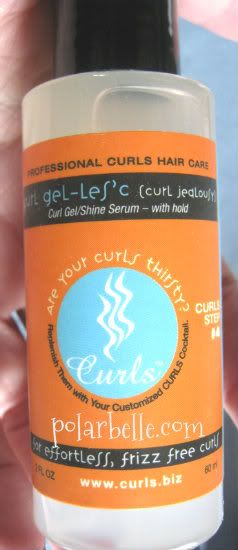 PROFESSIONAL CURLS HAIR CARE
curl gel-les'c (curl jealousy)
Curl Gel/Shine Serum – with hold
Are your curls thirsty?
CURLS
STEP
#4
Curls
Replenish Them with Your Customized CURLS Cocktail.
polarbelle.com
for effortless, frizz free curls
2 FL OZ
60 ml
www.curls.biz